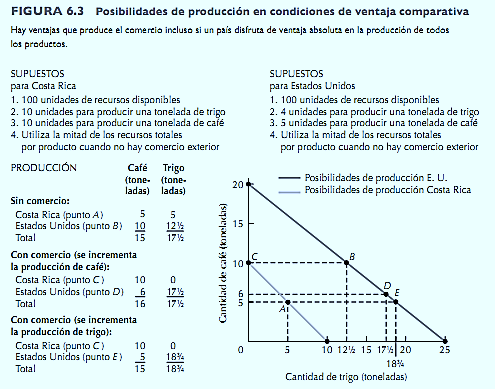 FIGURA 6.3 Posibilidades de producción en condiciones de ventaja comparativa
Hay ventajas que produce el comercio incluso si un país disfruta de ventaja absoluta en la producción de todos
los productos.
SUPUESTOS
para Costa Rica
1. 100 unidades de recursos disponibles
2. 10 unidades para producir una tonelada de trigo
3. 10 unidades para producir una tonelada de café
4. Utiliza la mitad de los recursos totales
por producto cuando no hay comercio exterior
SUPUESTOS
para Estados Unidos
1. 100 unidades de recursos disponibles
2. 4 unidades para producir una tonelada de trigo
3. 5 unidades para producir una tonelada de café
4. Utiliza la mitad de los recursos totales
por producto cuando no hay comercio exterior
PRODUCCIÓN Café Trigo
(tone- (tone-
ladas) ladas)
Sin comercio:
Costa Rica (punto A) 5 5
Estados Unidos (punto B) 10 12½
Total 15 17½
Con comercio (se incrementa
la producción de café):
Costa Rica (punto C) 10 0
Estados Unidos (punto D) 6 17½
Total 16 17½
Con comercio (se incrementa
la producción de trigo):
Costa Rica (punto C) 10 0
Estados Unidos (punto E) 5 18¾
Total 15 18¾
Posibilidades de producción E. U.
Posibilidades de producción Costa Rica
Cantidad de café (toneladas)
20
15
10
6
5
C
B
D
E
A
0 5 10 12½ 15 17½ 20 25
18¾
Cantidad de trigo (toneladas)